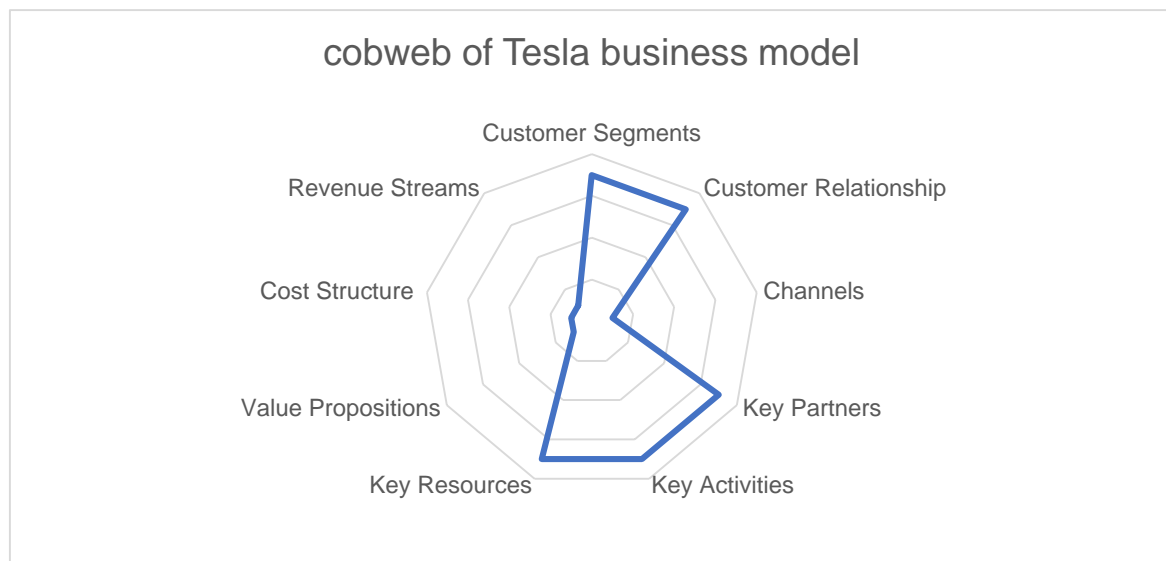 cobweb of Tesla business model
Customer Segments
Revenue Streams
Customer Relationship
Cost Structure
Channels
Value Propositions
Key Partners
Key Resources
Key Activities